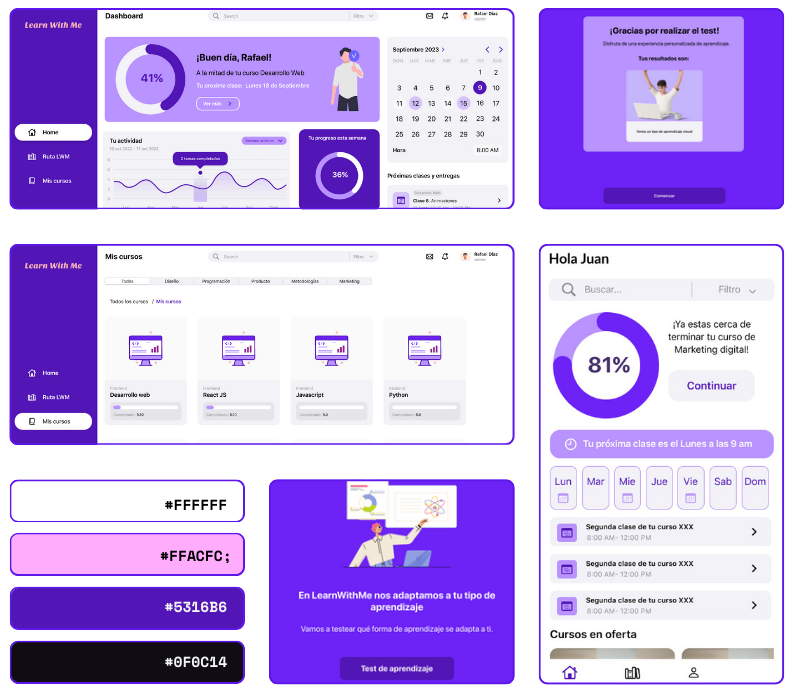 Learn With Me
Home
Ruta LWM
Mis cursos
Dashboard
Search
Filtro
Rafael Díaz
¡Buen día, Rafael!
A la mitad de tu curso Desarrollo Web
Tu próxima clase: Lunes 18 de Septiembre
Ver más
41%
Tu actividad
2 tareas completadas
Tu progreso esta semana
36%
Septiembre 2023
DOM LUN MAR MIE JUE VIE SAB
1 2
3 4 5 6 7 8 9 10
11 12 13 14 15 16 17
18 19 20 21 22 23 24
25 26 27 28 29 30
Hora 8:00 AM
Próximas clases y entregas
Desarrollo Web
Clase 6. Animaciones
¡Gracias por realizar el test!
Disfruta de una experiencia personalizada de aprendizaje.
Tus resultados son:
Tienes un tipo de aprendizaje visual
Comenzar
Learn With Me
Home
Ruta LWM
Mis cursos
Mis cursos
Search
Filtro
Rafael Díaz
Todos
Diseño
Programación
Producto
Metodologías
Marketing
Todos los cursos / Mis cursos
Frontend
Desarrollo web
Frontend
React JS
Frontend
Javascript
Backend
Python
Hola Juan
Buscar...
Filtro
81%
¡Ya estas cerca de
terminar tu curso de
Marketing digital!
Continuar
Tu próxima clase es el Lunes a las 9 am
Lun Mar Mie Jue Vie Sab Dom
Segunda clase de tu curso XXX
8:00 AM- 12:00 PM
Segunda clase de tu curso XXX
8:00 AM- 12:00 PM
Segunda clase de tu curso XXX
8:00 AM- 12:00 PM
Cursos en oferta
#FFFFFF
#FFACFC;
#5316B6
#0F0C14
En LearnWithMe nos adaptamos a tu tipo de
aprendizaje
Vamos a testear qué forma de aprendizaje se adapta a ti.
Test de aprendizaje